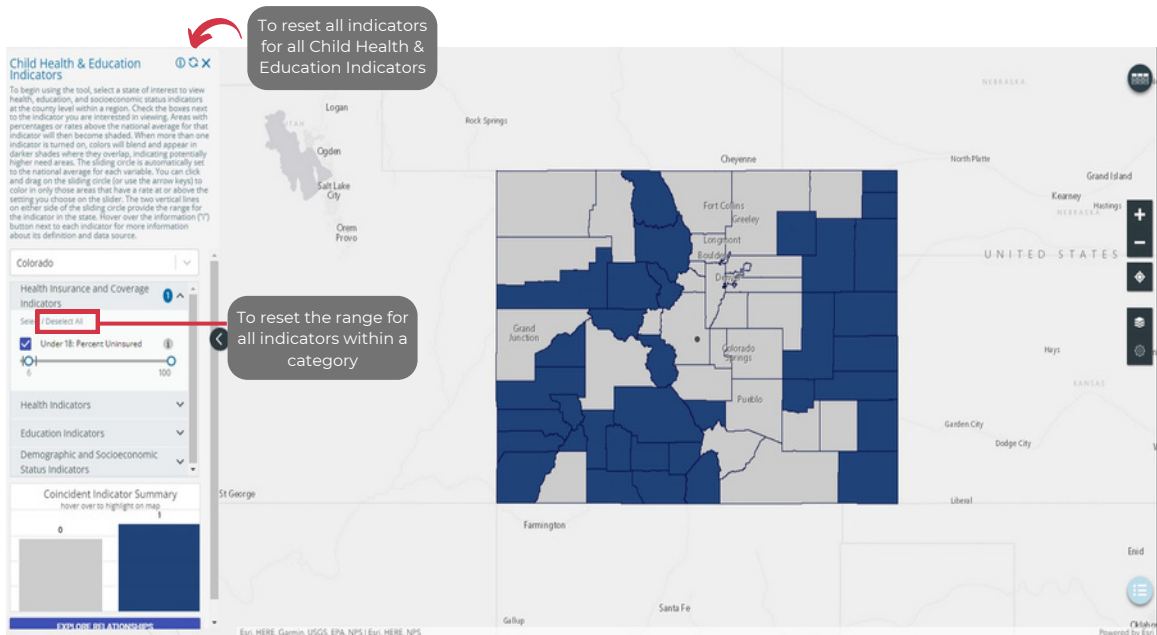 To reset all indicators
for all Child Health &
Education Indicators
Child Health & Education
Indicators
To begin using the tool, select a state of interest to view
health, education, and socioeconomic status indicators
at the county level within a region. Check the boxes next
to the indicator you are interested in viewing. Areas with
percentages or rates above the national average for that
indicator will then become shaded. When more than one
indicator is turned on, colors will blend and appear in
darker shades where they overlap, indicating potentially
higher need areas. The sliding circle is automatically set
to the national average for each variable. You can click
and drag on the sliding circle (or use the arrow keys) to
color in only those areas that have a rate at or above the
setting you choose on the slider. The two vertical lines
on either side of the sliding circle provide the range for
the indicator in the state. Hover over the information ("i")
button next to each indicator for more information
about its definition and data source.
Colorado
Health Insurance and Coverage
Indicators
1
Select / Deselect All
Under 18: Percent Uninsured
6
100
To reset the range for
all indicators within a
category
Health Indicators
Education Indicators
Demographic and Socioeconomic
Status Indicators
Coincident Indicator Summary
hover over to highlight on map
0
1
EXPLORE RELATIONSHIPS
Logan
UTAH
Ogden
Salt Lake
City
Orem
Provo
Rock Springs
Cheyenne
NEBRASKA
North Platte
Grand Island
Kearney
Hastings
NEBRASKA
UNITED STATES
Fort Collins
Greeley
Longmont
Boulder
Denver
Grand
Junction
Colorado
Springs
Pueblo
Hays
KANSAS
Garden City
Dodge City
Liberal
St George
Farmington
Santa Fe
Gallup
Enid
Esri, HERE, Garmin, USGS, EPA, NPS | Esri, HERE, NPS
Powered by Esri